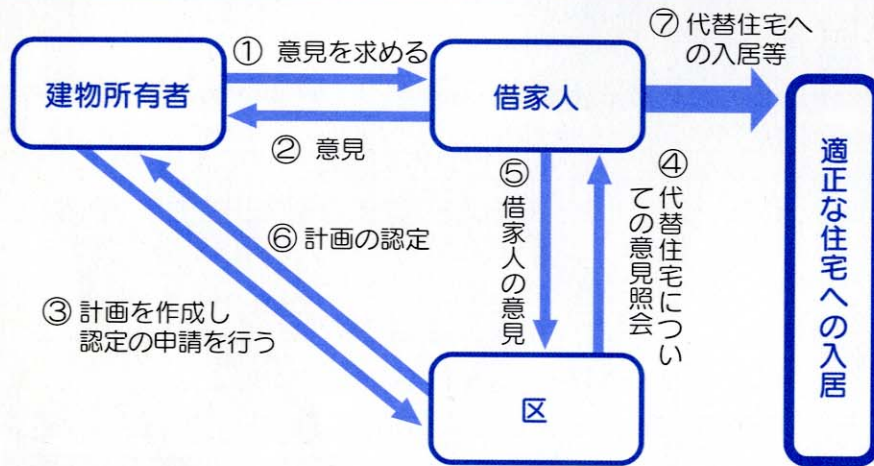 建物所有者
① 意見を求める
② 意見
借家人
⑦ 代替住宅へ
の入居等
③ 計画を作成し
認定の申請を行う
⑥ 計画の認定
⑤ 借家人の意見
④ 代替住宅につい
ての意見照会
区
適正な住宅への入居